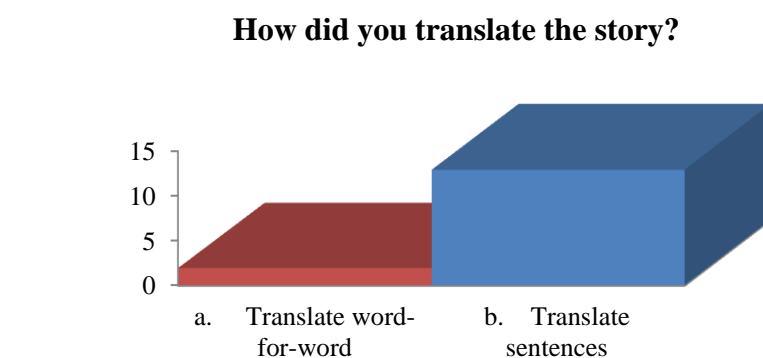 How did you translate the story?
15
10
5
0
a. Translate word-
for-word
b. Translate
sentences